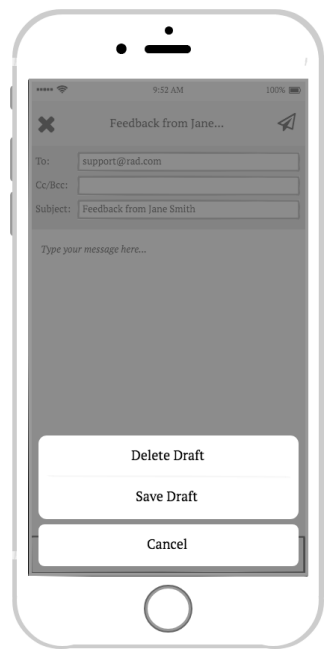 9:52 AM
100%
Feedback from Jane...
To: support@rad.com
Cc/Bcc:
Subject: Feedback from Jane Smith
Type your message here...
Delete Draft
Save Draft
Cancel